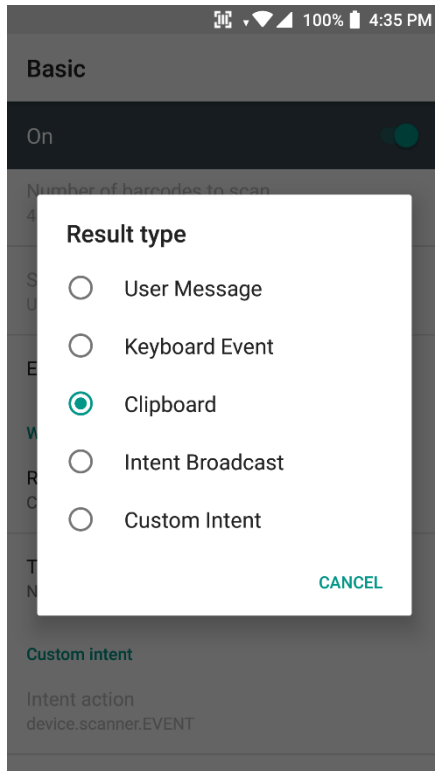 100% 4:35 PM
Basic
On
Number of barcodes to scan
4
Result type
S
U
User Message
Keyboard Event
E
Clipboard
W
Intent Broadcast
R
C
Custom Intent
T
N
CANCEL
Custom intent
Intent action
device.scanner.EVENT